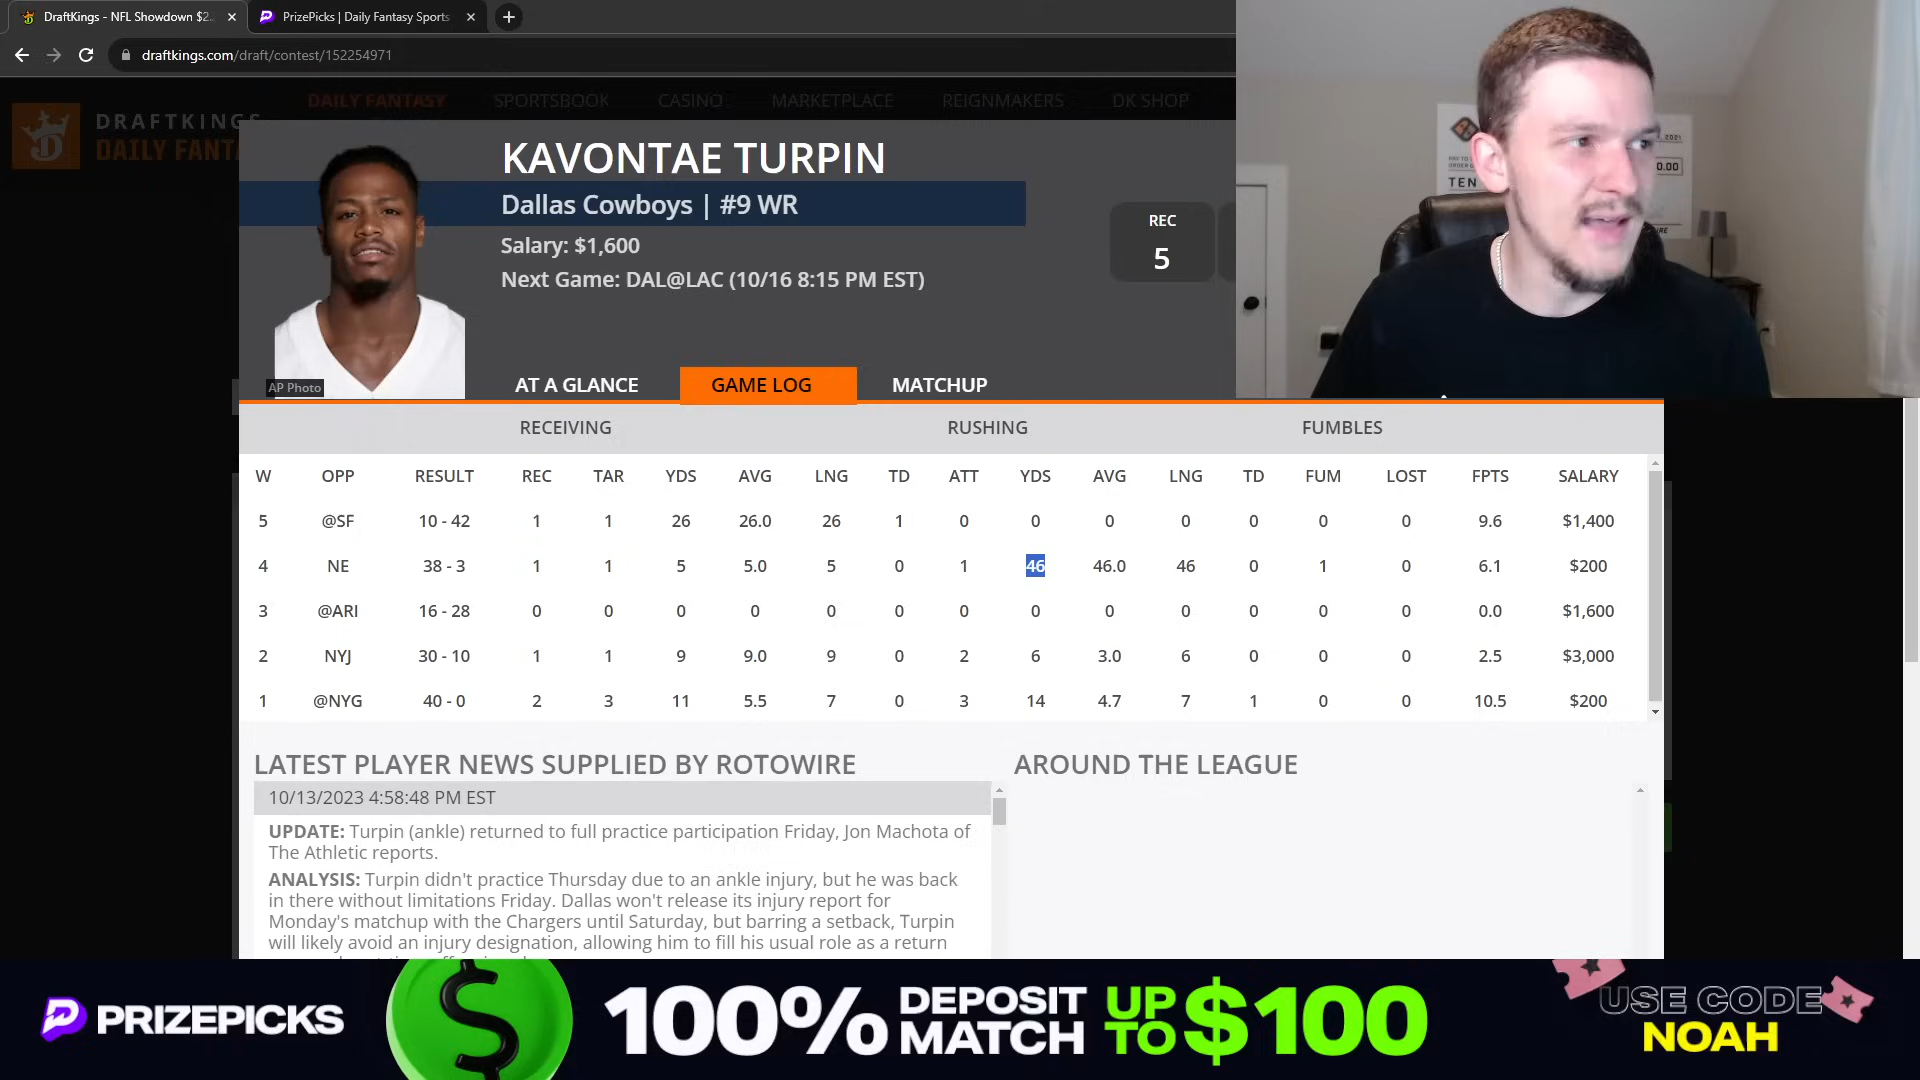 DraftKings - NFL Showdown $2.
PrizePicks | Daily Fantasy Sports
draftkings.com/draft/contest/152254971
DAILY FANTASY SPORTSBOOK CASINO MARKETPLACE REIGNMAKERS DK SHOP
DRAFTKINGS
DAILY FANTA
KAVONTAE TURPIN
Dallas Cowboys | #9 WR
Salary: $1,600
Next Game: DAL@LAC (10/16 8:15 PM EST)
REC
5
AP Photo
AT A GLANCE GAME LOG MATCHUP
RECEIVING RUSHING FUMBLES
W OPP RESULT REC TAR YDS AVG LNG TD ATT YDS AVG LNG TD FUM LOST FPTS SALARY
5 @SF 10 - 42 1 1 26 26.0 26 1 0 0 0 0 0 0 0 9.6 $1,400
4 NE 38 - 3 1 1 5 5.0 5 0 1 46 46.0 46 0 1 0 6.1 $200
3 @ARI 16 - 28 0 0 0 0 0 0 0 0 0 0 0 0 0 0.0 $1,600
2 NYJ 30 - 10 1 1 9 9.0 9 0 2 6 3.0 6 0 0 0 2.5 $3,000
1 @NYG 40 - 0 2 3 11 5.5 7 0 3 14 4.7 7 1 0 0 10.5 $200
LATEST PLAYER NEWS SUPPLIED BY ROTOWIRE
AROUND THE LEAGUE
10/13/2023 4:58:48 PM EST
UPDATE: Turpin (ankle) returned to full practice participation Friday, Jon Machota of
The Athletic reports.
ANALYSIS: Turpin didn't practice Thursday due to an ankle injury, but he was back
in there without limitations Friday. Dallas won't release its injury report for
Monday's matchup with the Chargers until Saturday, but barring a setback, Turpin
will likely avoid an injury designation, allowing him to fill his usual role as a return
PRIZEPICKS
100% DEPOSIT MATCH UP TO $100
USE CODE
NOAH